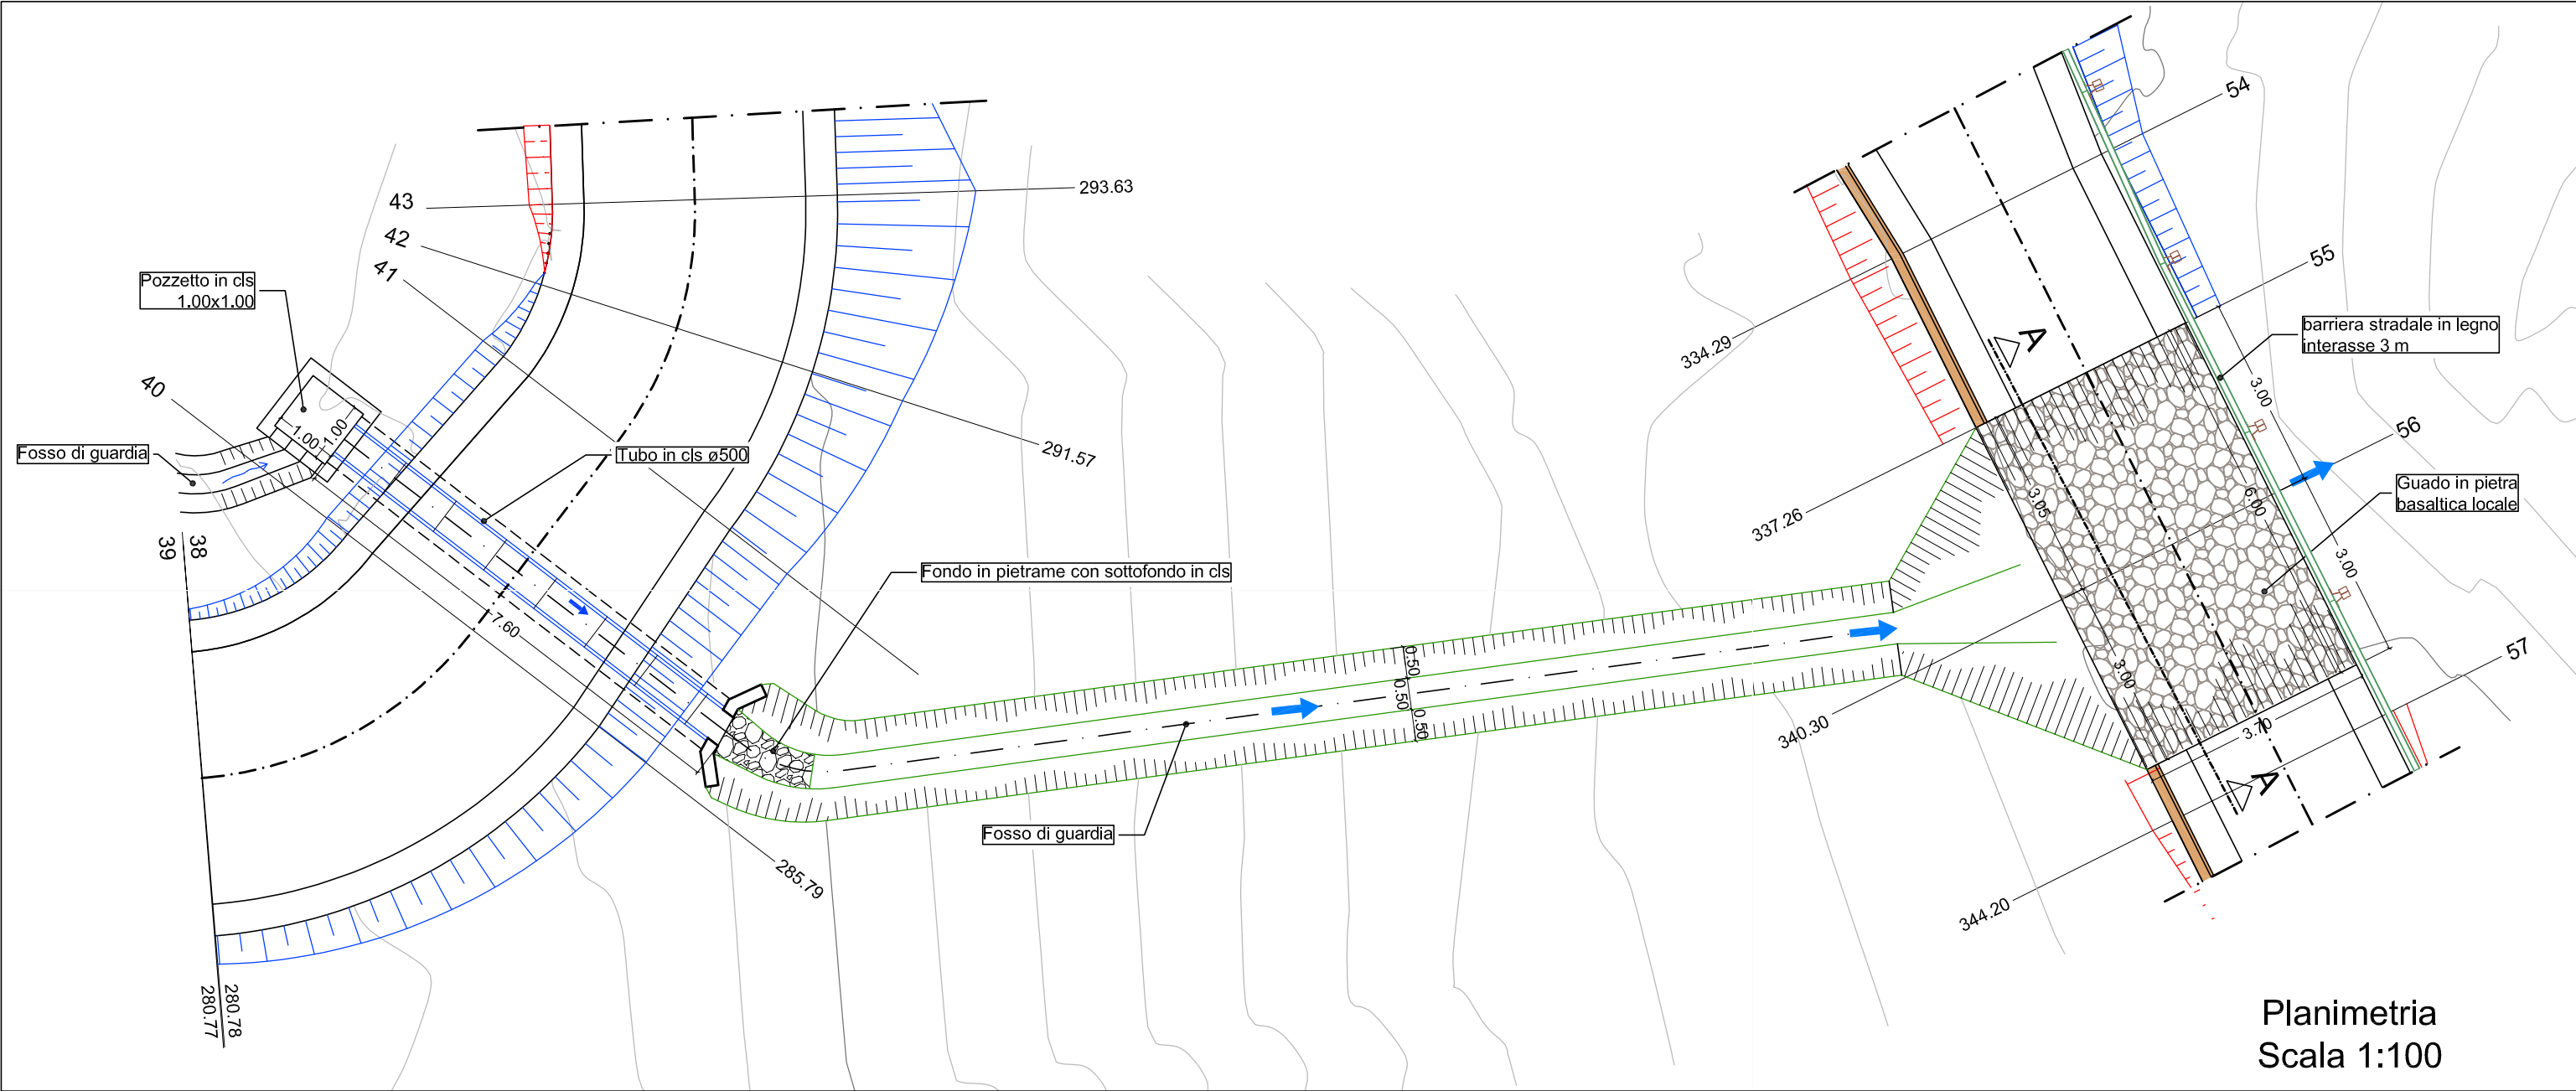 43
42
41
293.63
Pozzetto in cls
1.00x1.00
40
1.00
1.00
Fosso di guardia
Tubo in cls ø500
291.57
39
38
7.60
Fondo in pietrame con sottofondo in cls
0.50
0.50
0.50
Fosso di guardia
285.79
280.77
280.78
54
55
334.29
A
barriera stradale in legno
interasse 3 m
3.00
56
337.26
3.05
6.00
Guado in pietra
basaltica locale
3.00
57
3.00
340.30
3.70
A
344.20
Planimetria
Scala 1:100